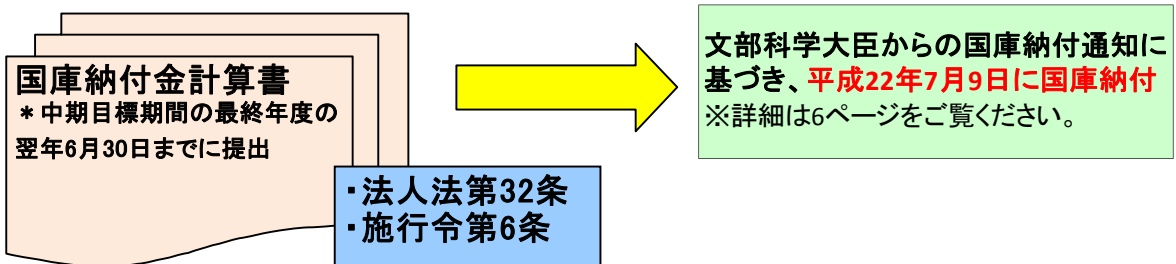 国庫納付金計算書
＊中期目標期間の最終年度の
翌年6月30日までに提出
・法人法第32条
・施行令第6条
文部科学大臣からの国庫納付通知に
基づき、平成22年7月9日に国庫納付
※詳細は6ページをご覧ください。